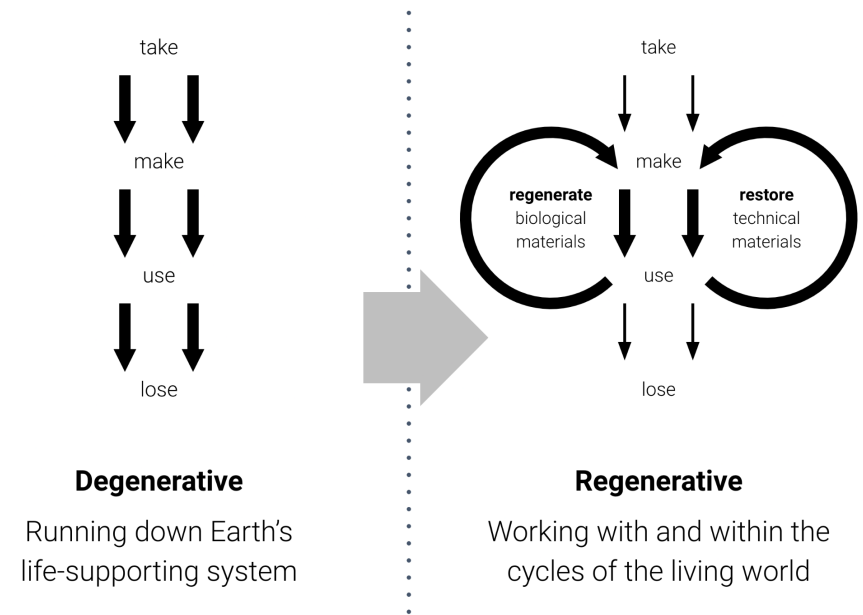 take
make
use
lose
Degenerative
Running down Earth's
life-supporting system
take
make
regenerate
biological
materials
restore
technical
materials
use
lose
Regenerative
Working with and within the
cycles of the living world